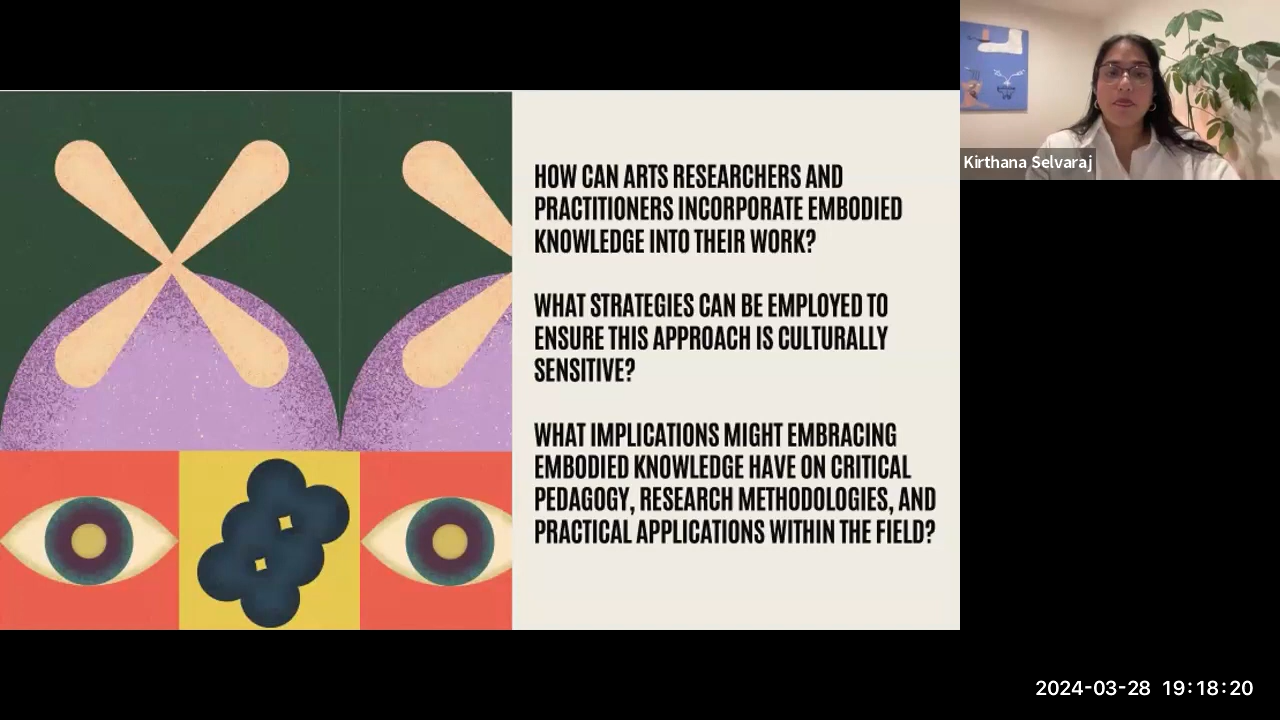 HOW CAN ARTS RESEARCHERS AND
PRACTITIONERS INCORPORATE EMBODIED
KNOWLEDGE INTO THEIR WORK?
WHAT STRATEGIES CAN BE EMPLOYED TO
ENSURE THIS APPROACH IS CULTURALLY
SENSITIVE?
WHAT IMPLICATIONS MIGHT EMBRACING
EMBODIED KNOWLEDGE HAVE ON CRITICAL
PEDAGOGY, RESEARCH METHODOLOGIES, AND
PRACTICAL APPLICATIONS WITHIN THE FIELD?
Kirthana Selvaraj
2024-03-28 19:18:20